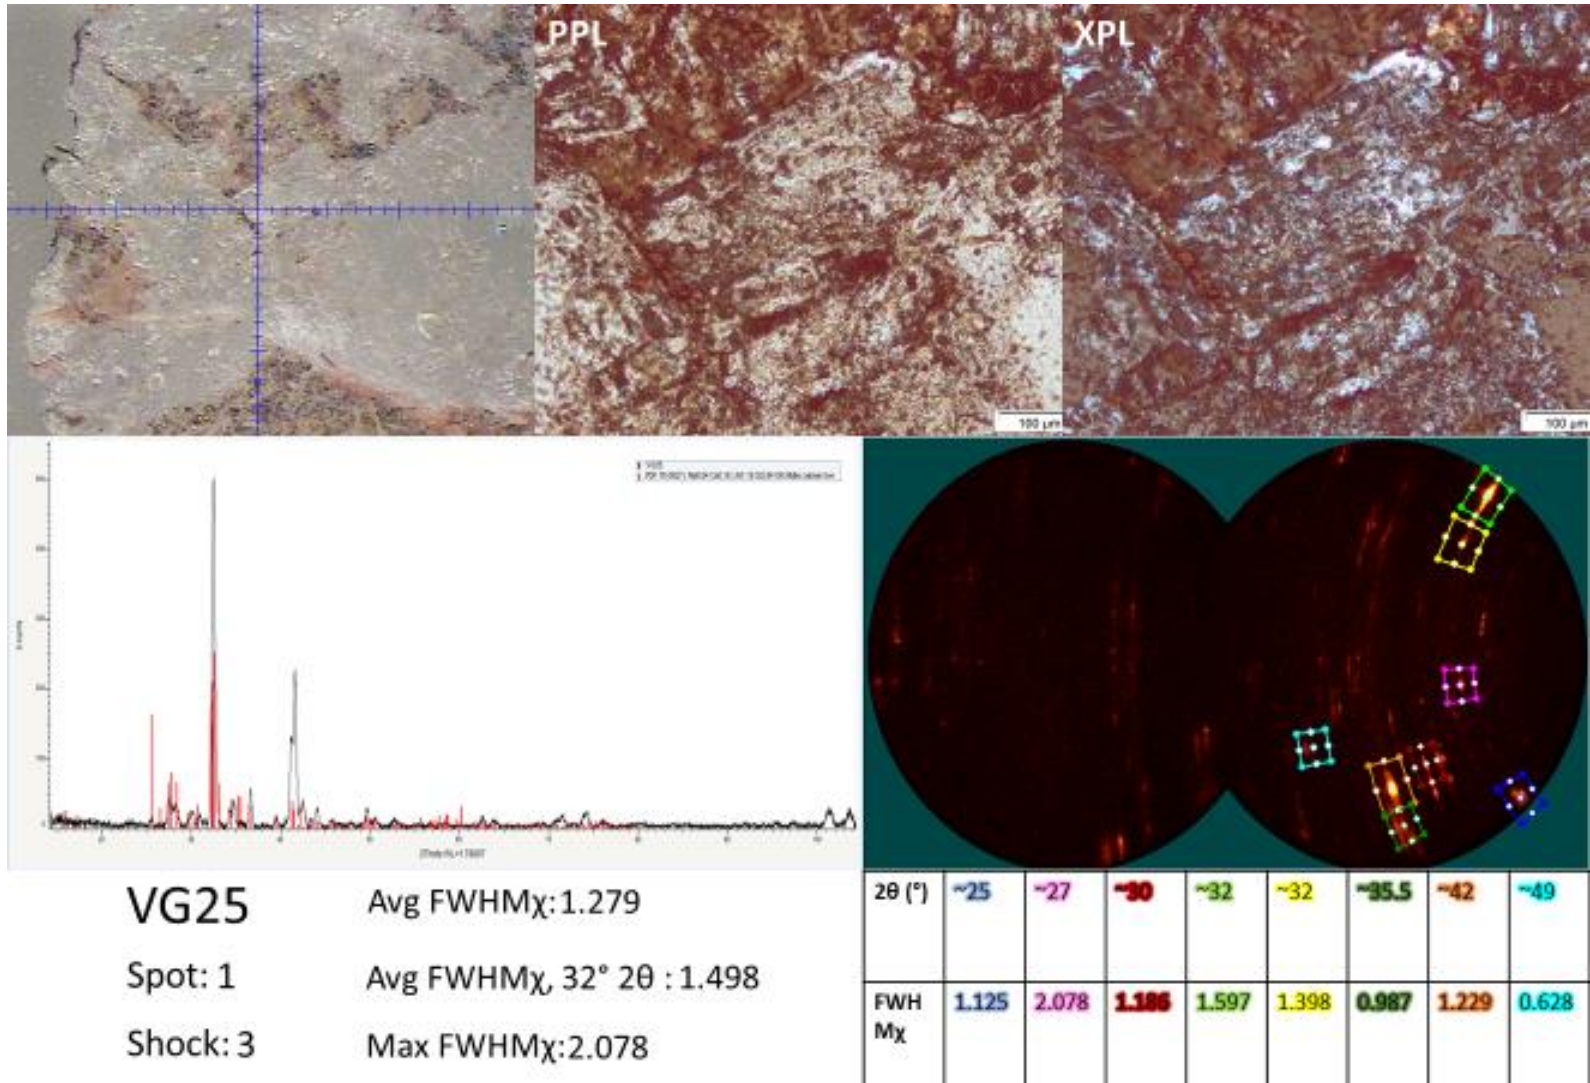 PPL
XPL
100 µm
100 µm
VG25
Spot: 1
Shock: 3
Avg FWHMχ:1.279
Avg FWHMχ, 32° 2θ : 1.498
Max FWHMχ:2.078
2θ (°) ~25 ~27 ~30 ~32 ~32 ~35.5 ~42 ~49
FWH
Mχ 1.125 2.078 1.186 1.597 1.398 0.987 1.229 0.628